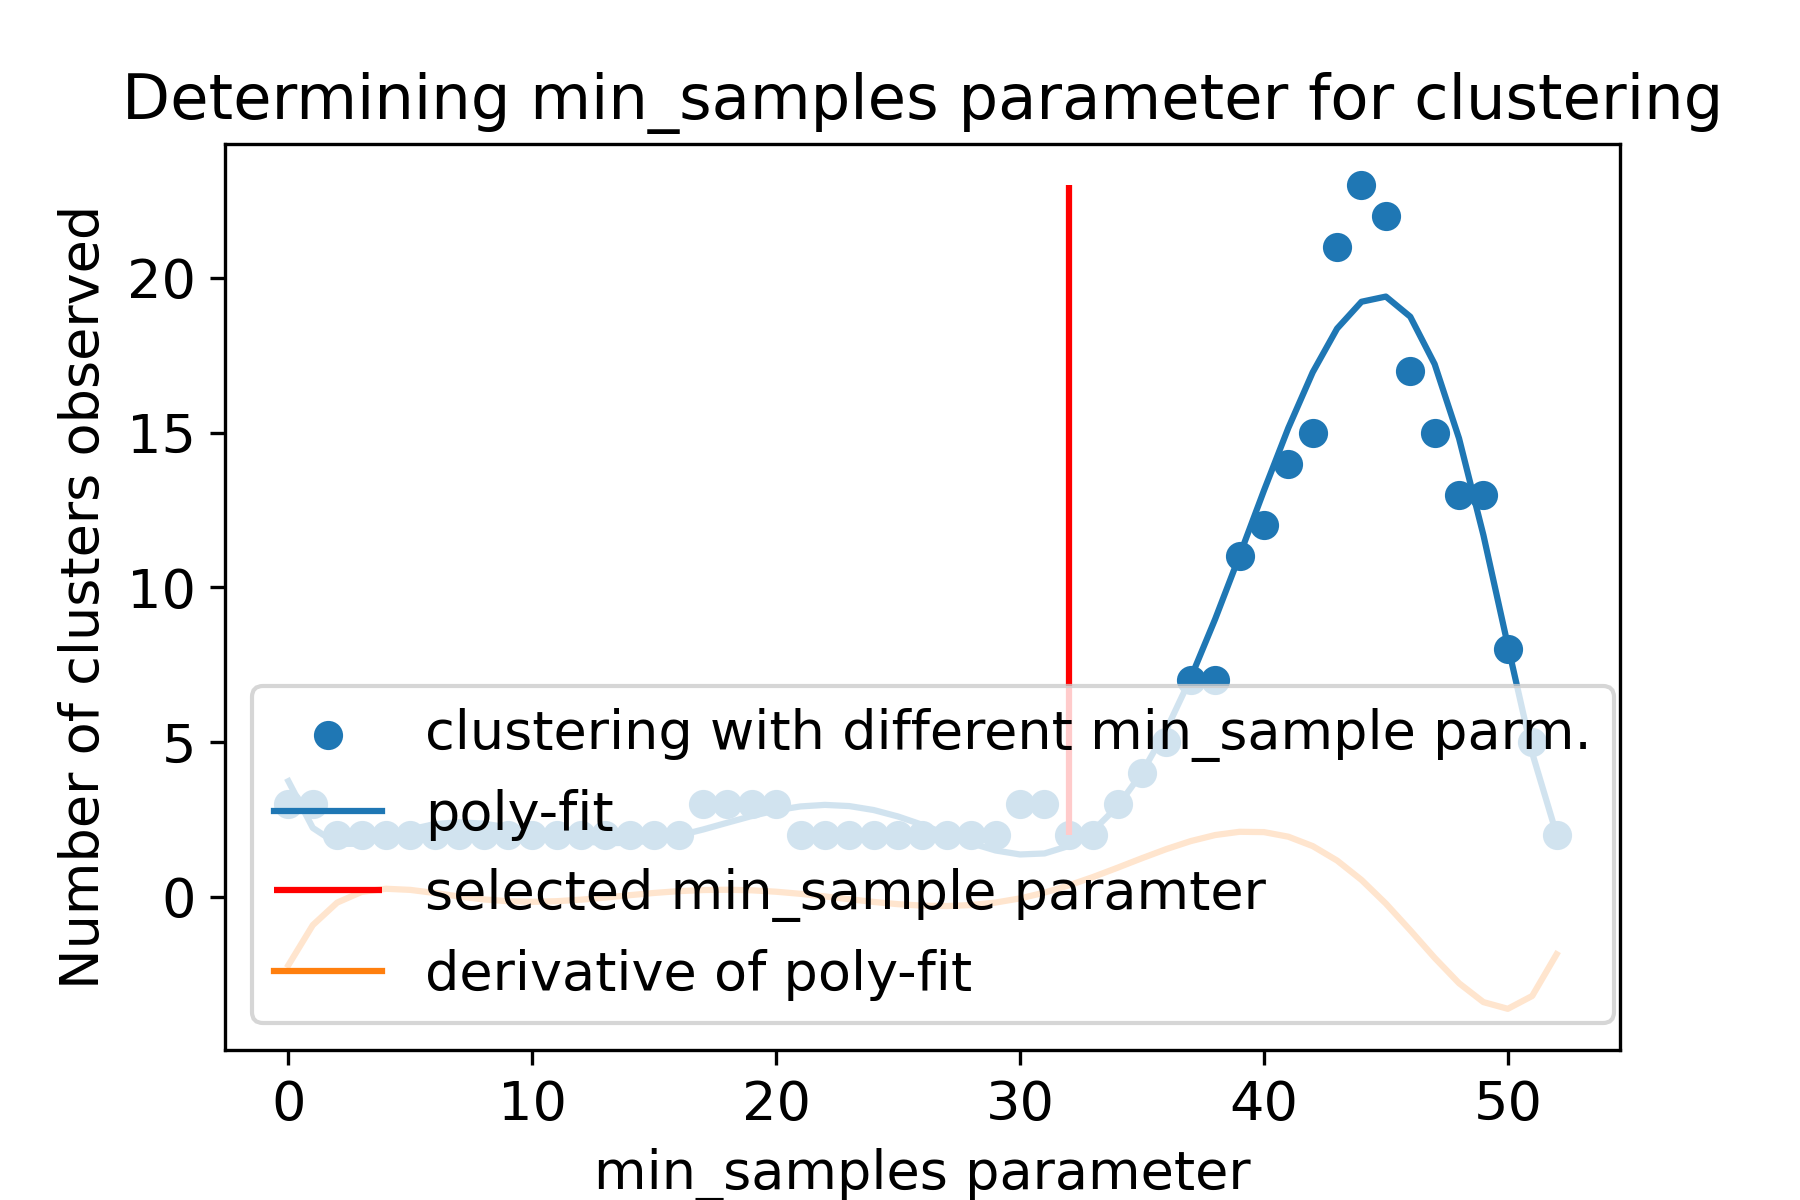 Determining min_samples parameter for clustering
Number of clusters observed
20
15
10
5
0
clustering with different min_sample parm.
poly-fit
selected min_sample paramter
derivative of poly-fit
0 10 20 30 40 50
min_samples parameter